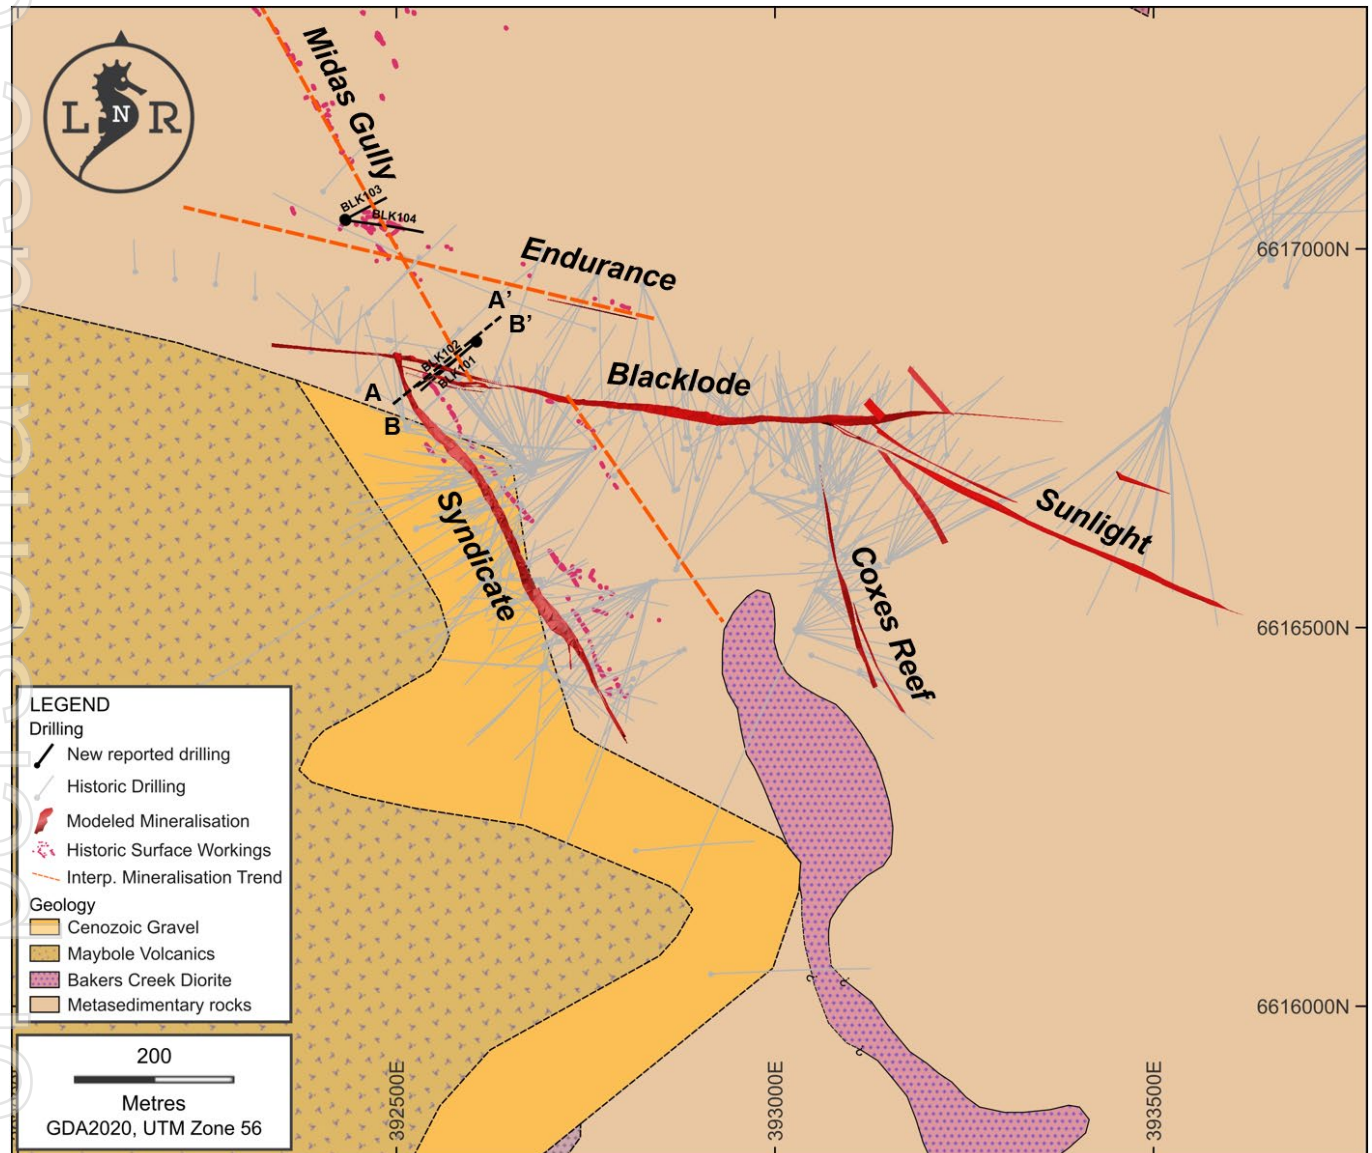 L N R
Midas Gully
BLK103
BLK104
Endurance
6617000N
A'
B'
BLK102
BLK101
A
B
Blacklode
Syndicate
Sunlight
Coxes Reef
6616500N
LEGEND
Drilling
New reported drilling
Historic Drilling
Modeled Mineralisation
Historic Surface Workings
Interp. Mineralisation Trend
Geology
Cenozoic Gravel
Maybole Volcanics
Bakers Creek Diorite
Metasedimentary rocks
6616000N
?
?
?
200
Metres
GDA2020, UTM Zone 56
392500E
393000E
393500E